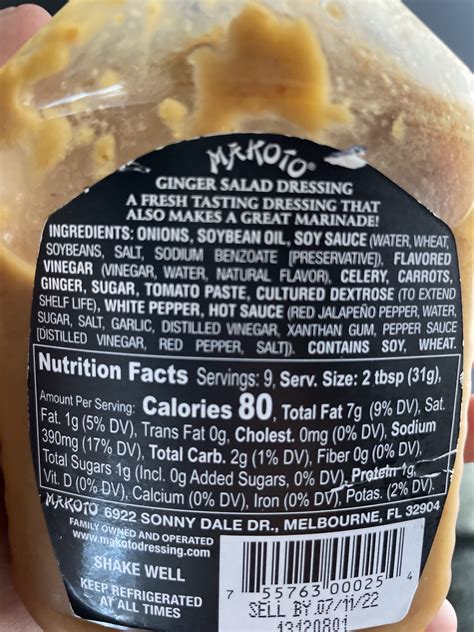 MAKOTO®
GINGER SALAD DRESSING
A FRESH TASTING DRESSING THAT
ALSO MAKES A GREAT MARINADE!
INGREDIENTS: ONIONS, SOYBEAN OIL, SOY SAUCE (WATER, WHEAT,
SOYBEANS, SALT, SODIUM BENZOATE [PRESERVATIVE]). FLAVORED
VINEGAR (VINEGAR, WATER, NATURAL FLAVOR), CELERY, CARROTS,
GINGER, SUGAR, TOMATO PASTE, CULTURED DEXTROSE (TO EXTEND
SHELF LIFE), WHITE PEPPER, HOT SAUCE (RED JALAPEÑO PEPPER, WATER,
SUGAR, SALT, GARLIC, DISTILLED VINEGAR, XANTHAN GUM, PEPPER SAUCE
[DISTILLED VINEGAR, RED PEPPER, SALT]). CONTAINS SOY, WHEAT.
Nutrition Facts Servings: 9, Serv. Size: 2 tbsp (31g),
Amount Per Serving: Calories 80, Total Fat 7g (9% DV), Sat.
Fat. 1g (5% DV), Trans Fat 0g, Cholest. 0mg (0% DV), Sodium
390mg (17% DV), Total Carb. 2g (1% DV), Fiber 0g (0% DV),
Total Sugars 1g (Incl. 0g Added Sugars, 0% DV), Protein 1g,
Vit. D (0% DV), Calcium (0% DV), Iron (0% DV), Potas. (2% DV).
MAKOTO 6922 SONNY DALE DR., MELBOURNE, FL 32904
FAMILY OWNED AND OPERATED
www.makotodressing.com
SHAKE WELL
KEEP REFRIGERATED
AT ALL TIMES
7 55763 00025 4
SELL BY 07/11/22
13120801